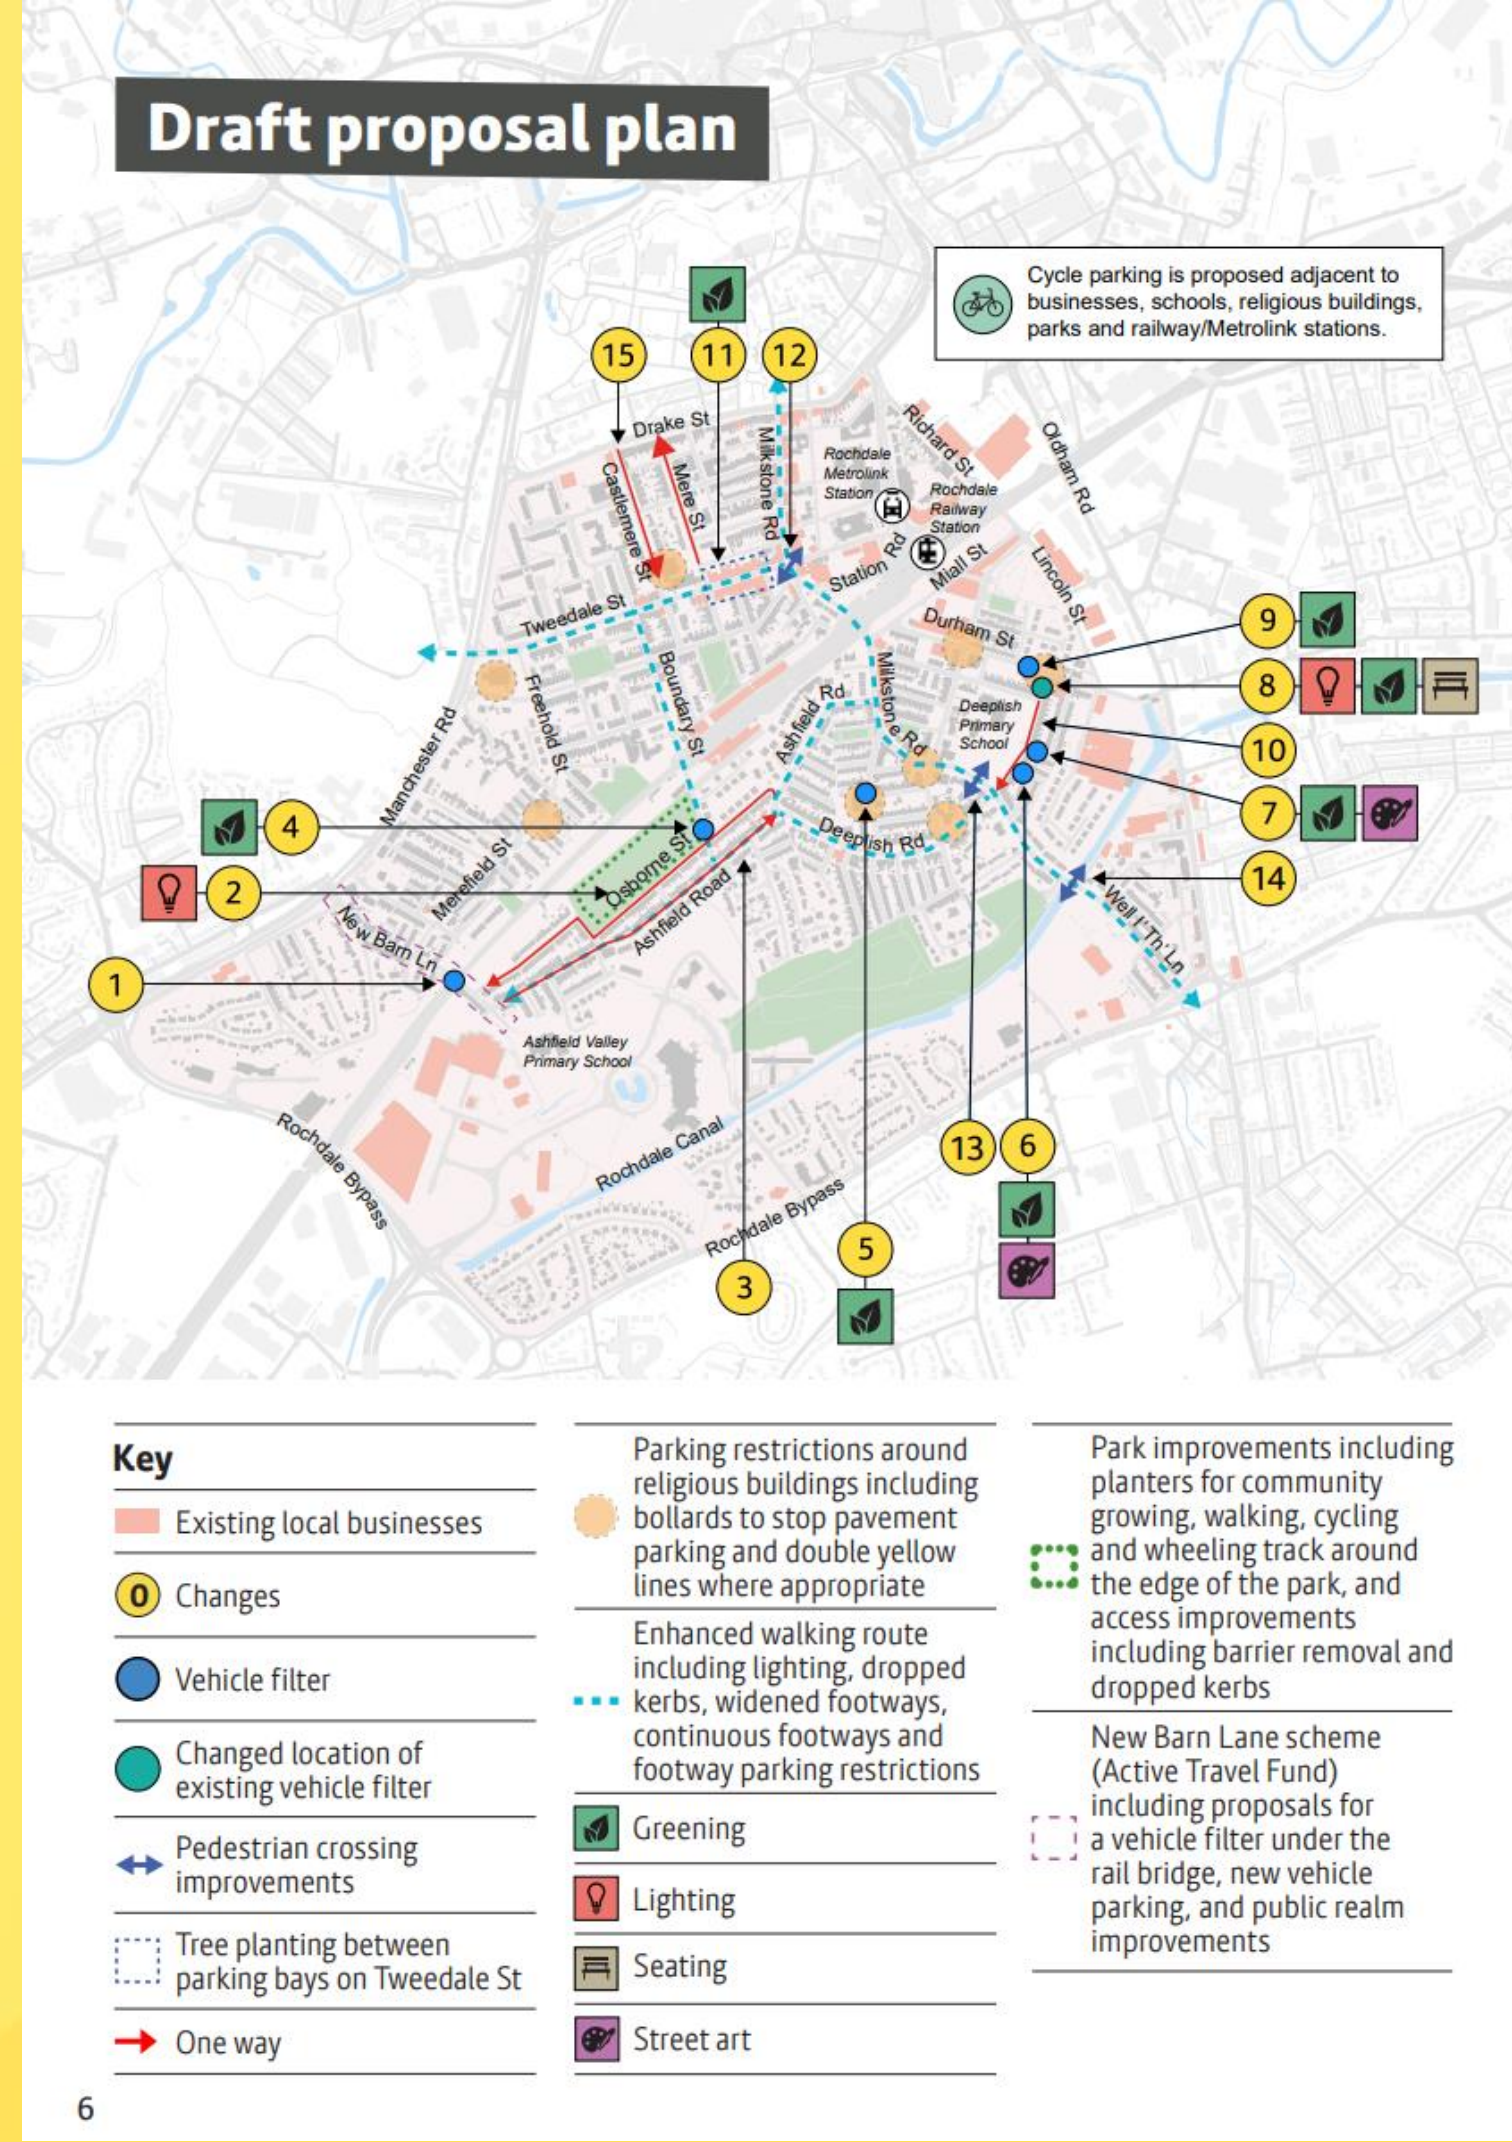 Draft proposal plan
Cycle parking is proposed adjacent to
businesses, schools, religious buildings,
parks and railway/Metrolink stations.
15
11
12
Drake St
Castlemere St
Mere St
Milkstone Rd
Richard St
Oldham Rd
Rochdale
Metrolink
Station
Rochdale
Railway
Station
Station Rd
Miall St
Lincoln St
Tweedale St
Durham St
9
8
10
7
14
Boundary St
Freehold St
Manchester Rd
Ashfield Rd
Milkstone Rd
Deeplish
Primary
School
4
2
1
Merefield St
Osborne St
Deeplish Rd
Ashfield Road
New Barn Ln
Well I' Th' Ln
Ashfield Valley
Primary School
Rochdale Bypass
Rochdale Canal
Rochdale Bypass
13
6
5
3
Key
Existing local businesses
0
Changes
Vehicle filter
Changed location of
existing vehicle filter
Pedestrian crossing
improvements
Tree planting between
parking bays on Tweedale St
One way
Parking restrictions around
religious buildings including
bollards to stop pavement
parking and double yellow
lines where appropriate
Enhanced walking route
including lighting, dropped
kerbs, widened footways,
continuous footways and
footway parking restrictions
Greening
Lighting
Seating
Street art
Park improvements including
planters for community
growing, walking, cycling
and wheeling track around
the edge of the park, and
access improvements
including barrier removal and
dropped kerbs
New Barn Lane scheme
(Active Travel Fund)
including proposals for
a vehicle filter under the
rail bridge, new vehicle
parking, and public realm
improvements
6